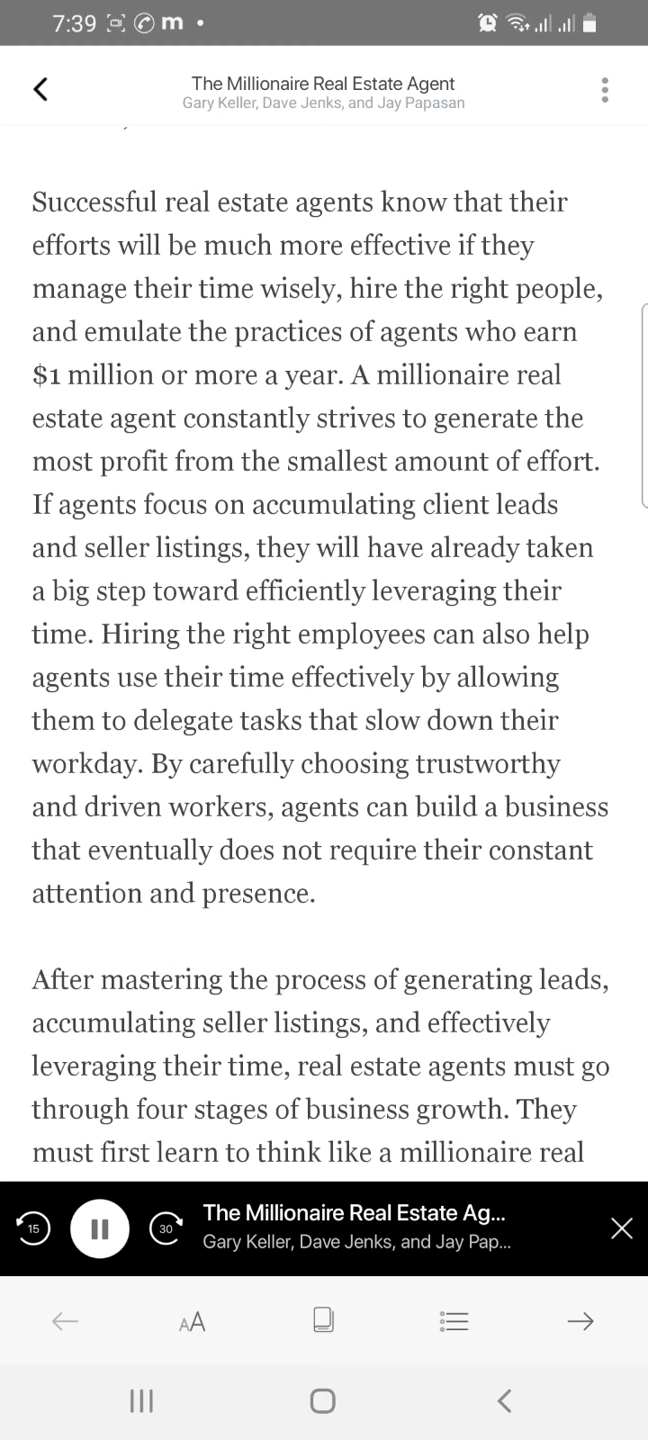 7:39
m
The Millionaire Real Estate Agent
Gary Keller, Dave Jenks, and Jay Papasan
Successful real estate agents know that their
efforts will be much more effective if they
manage their time wisely, hire the right people,
and emulate the practices of agents who earn
$1 million or more a year. A millionaire real
estate agent constantly strives to generate the
most profit from the smallest amount of effort.
If agents focus on accumulating client leads
and seller listings, they will have already taken
a big step toward efficiently leveraging their
time. Hiring the right employees can also help
agents use their time effectively by allowing
them to delegate tasks that slow down their
workday. By carefully choosing trustworthy
and driven workers, agents can build a business
that eventually does not require their constant
attention and presence.
After mastering the process of generating leads,
accumulating seller listings, and effectively
leveraging their time, real estate agents must go
through four stages of business growth. They
must first learn to think like a millionaire real
15
30
The Millionaire Real Estate Ag...
Gary Keller, Dave Jenks, and Jay Pap...
AA